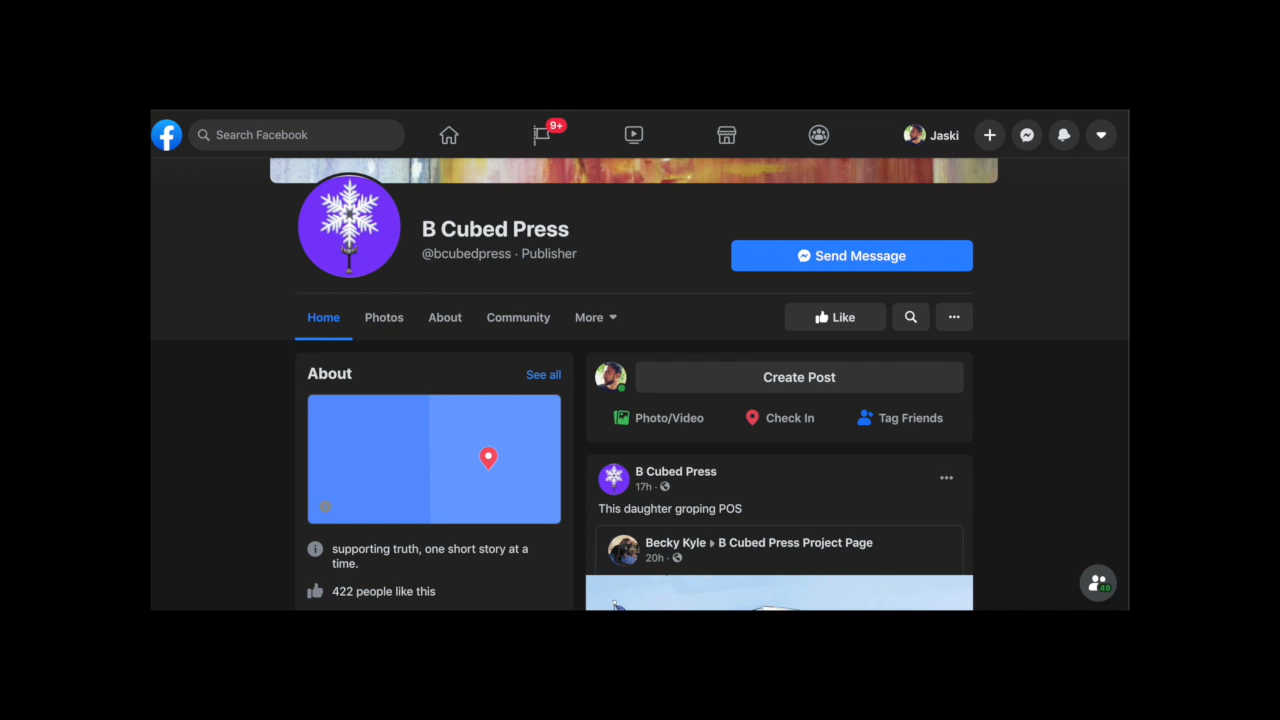 f Search Facebook 9+ Jaski
B Cubed Press
@bcubedpress · Publisher
Send Message
Home Photos About Community More Like
About See all
Create Post
Photo/Video Check In Tag Friends
B Cubed Press
17h ·
This daughter groping POS
Becky Kyle ▸ B Cubed Press Project Page
20h ·
supporting truth, one short story at a
time.
422 people like this
49